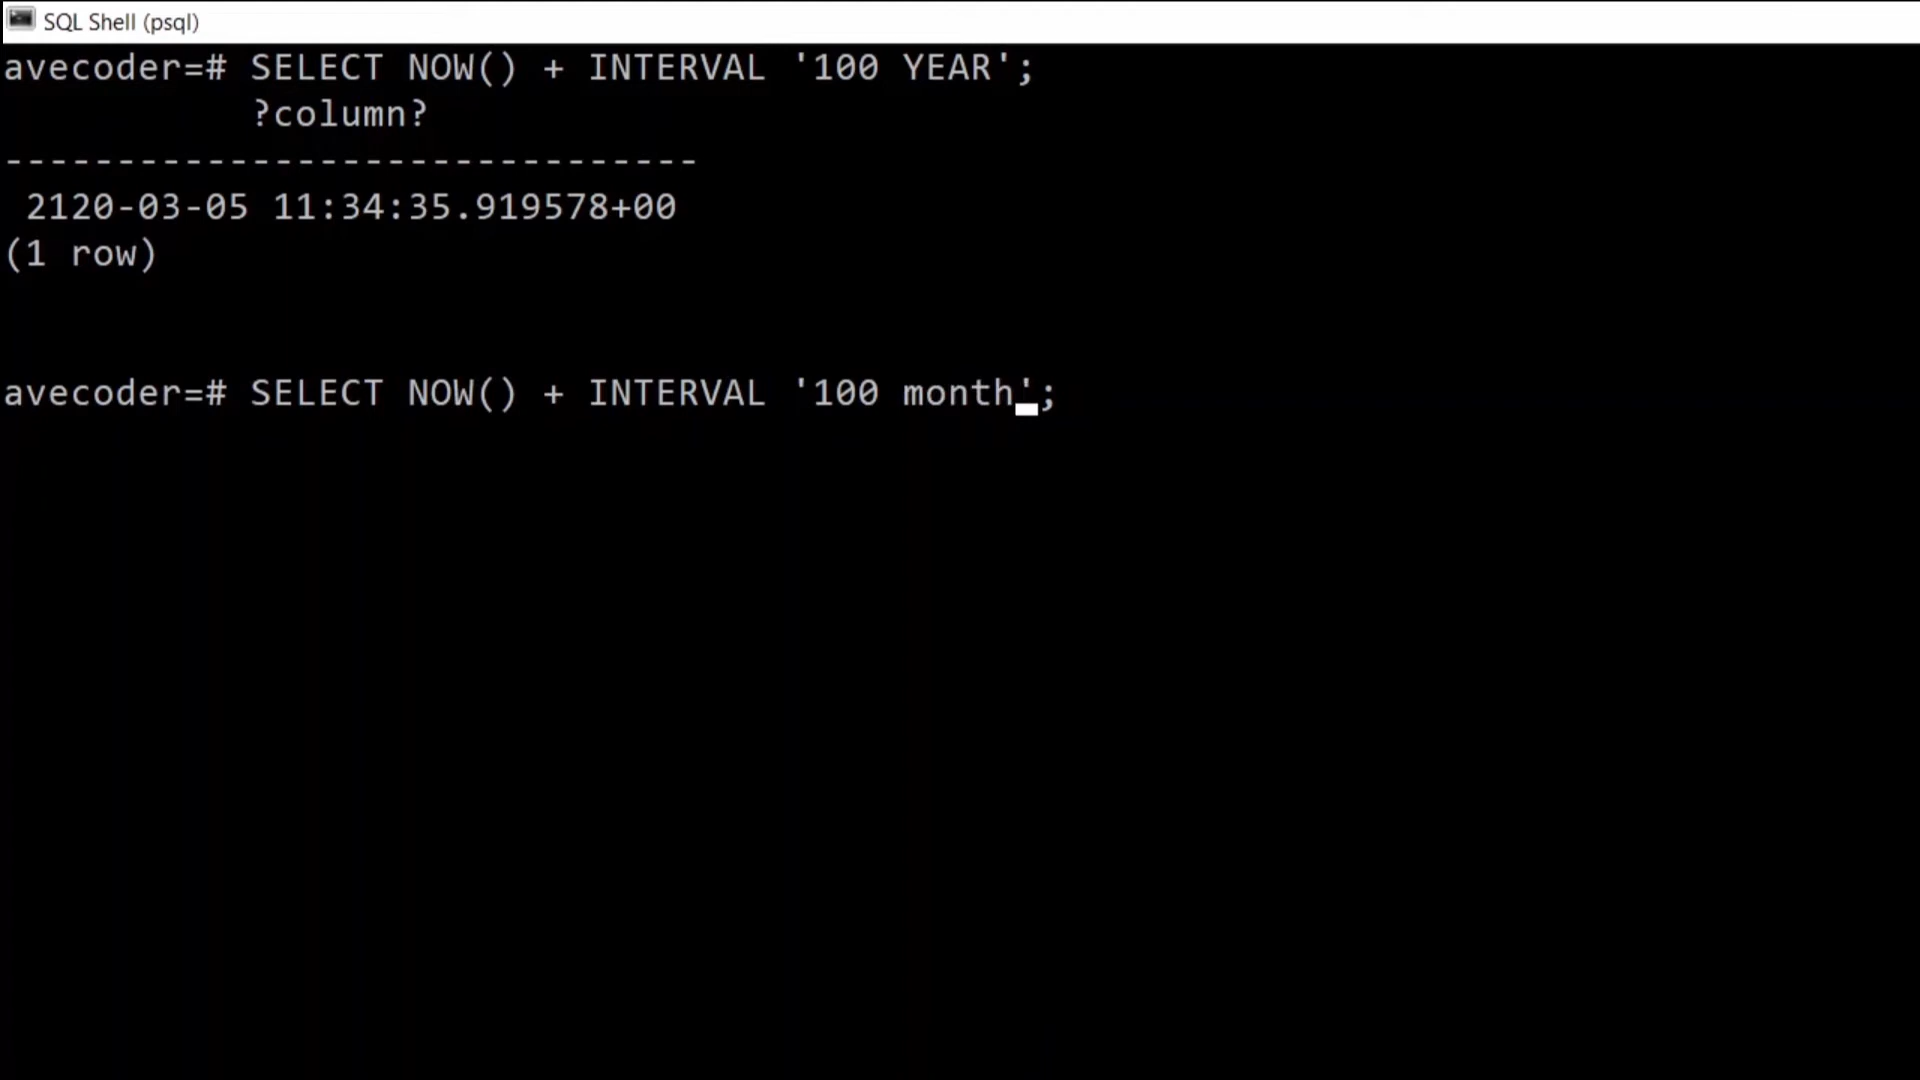 SQL Shell (psql)
avecoder=# SELECT NOW() + INTERVAL '100 YEAR';
?column?
-------------------------------
2120-03-05 11:34:35.919578+00
(1 row)
avecoder=# SELECT NOW() + INTERVAL '100 month';